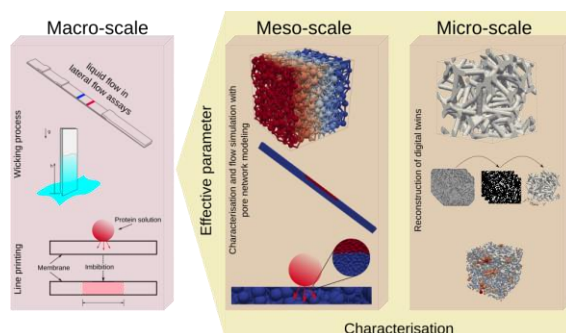 Macro-scale
Meso-scale
Micro-scale
Wicking process
liquid flow in
lateral flow assays
Line printing
Protein solution
Membrane
Imbibition
Effective parameter
Characterisation and flow simulation with
pore network modeling
Reconstruction of digital twins
Characterisation